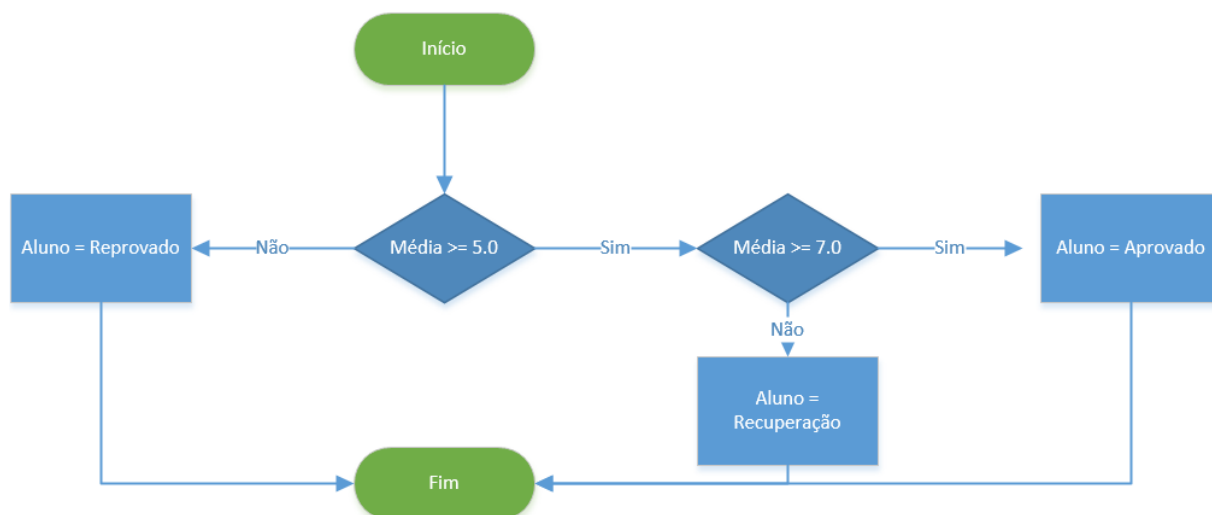 Início
Aluno = Reprovado
Não
Média >= 5.0
Sim
Média >= 7.0
Sim
Aluno = Aprovado
Não
Aluno =
Recuperação
Fim